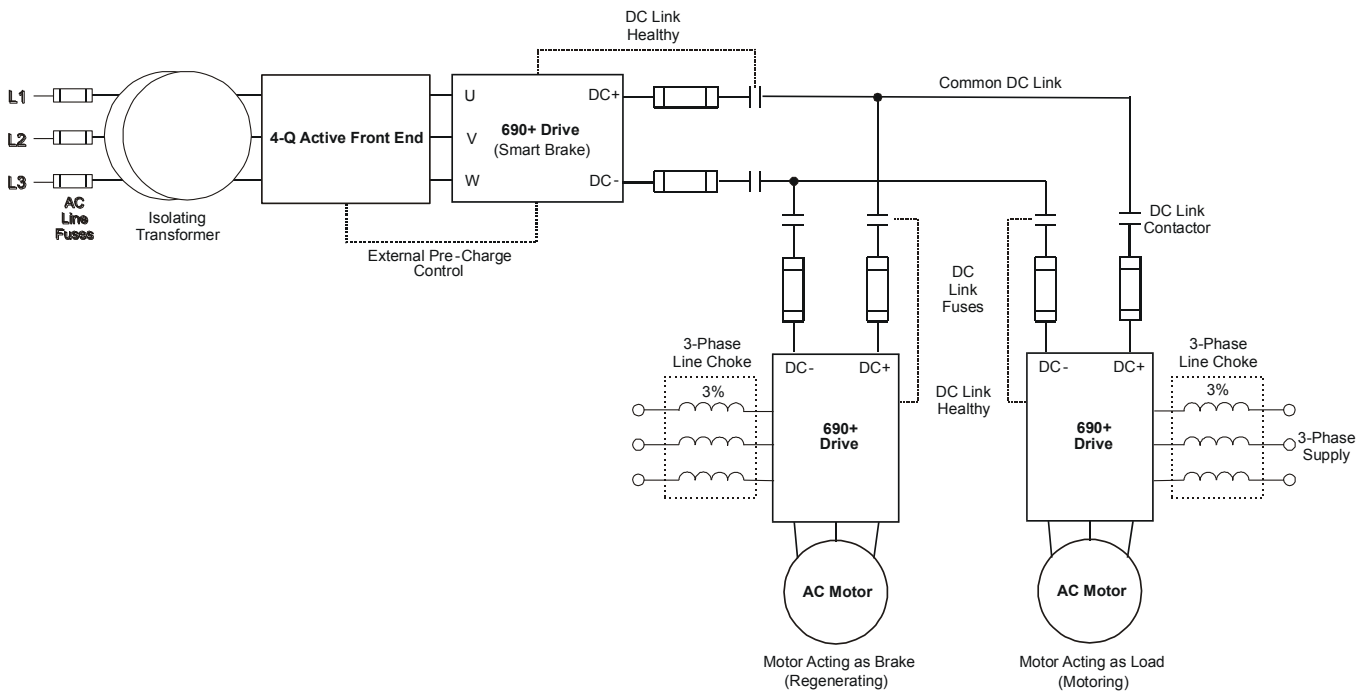 DC Link
Healthy
L1
L2
L3
AC
Line
Fuses
Isolating
Transformer
4-Q Active Front End
U
V
W
690+ Drive
(Smart Brake)
DC+
DC-
External Pre-Charge
Control
Common DC Link
DC Link
Contactor
DC
Link
Fuses
DC Link
Healthy
3-Phase
Line Choke
3%
DC-
DC+
690+
Drive
AC Motor
Motor Acting as Brake
(Regenerating)
DC-
DC+
690+
Drive
3-Phase
Line Choke
3%
3-Phase
Supply
AC Motor
Motor Acting as Load
(Motoring)